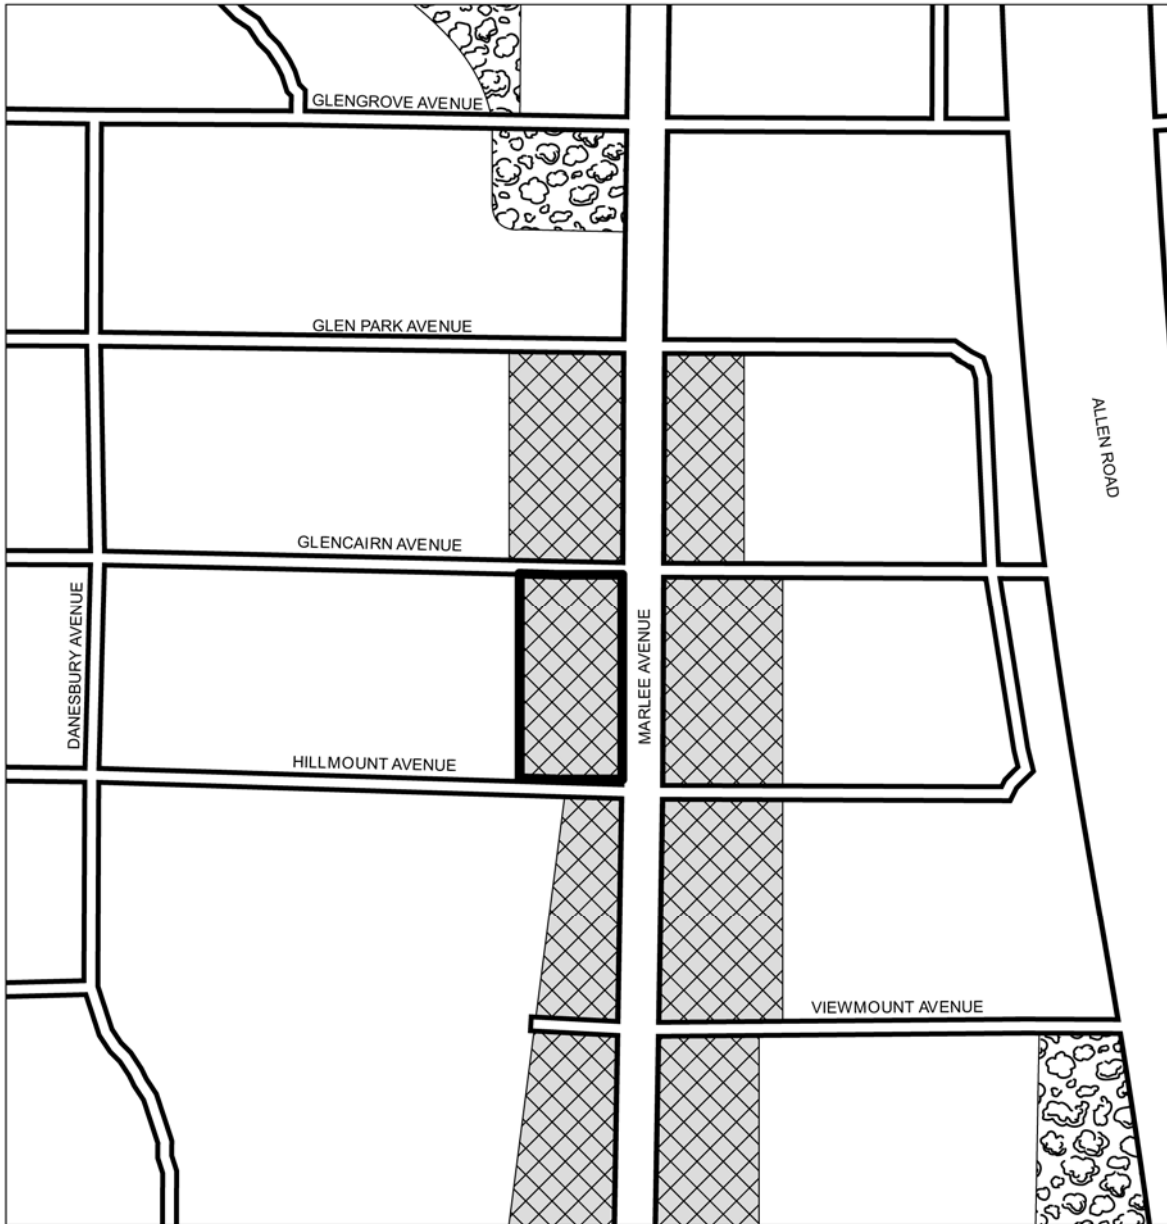 GLENGROVE AVENUE
GLEN PARK AVENUE
ALLEN ROAD
GLENCAIRN AVENUE
DANESBURY AVENUE
MARLEE AVENUE
HILLMOUNT AVENUE
VIEWMOUNT AVENUE